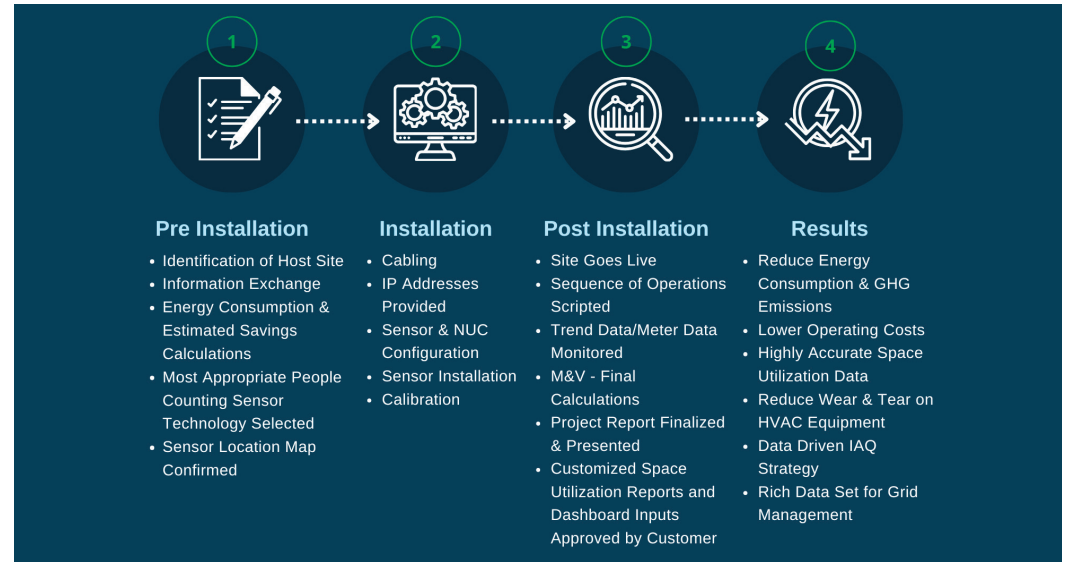 1
2
3
4
Pre Installation
• Identification of Host Site
• Information Exchange
• Energy Consumption &
Estimated Savings
Calculations
• Most Appropriate People
Counting Sensor
Technology Selected
• Sensor Location Map
Confirmed
Installation
• Cabling
• IP Addresses
Provided
• Sensor & NUC
Configuration
• Sensor Installation
• Calibration
Post Installation
• Site Goes Live
• Sequence of Operations
Scripted
• Trend Data/Meter Data
Monitored
• M&V - Final
Calculations
• Project Report Finalized
& Presented
• Customized Space
Utilization Reports and
Dashboard Inputs
Approved by Customer
Results
• Reduce Energy
Consumption & GHG
Emissions
• Lower Operating Costs
• Highly Accurate Space
Utilization Data
• Reduce Wear & Tear on
HVAC Equipment
• Data Driven IAQ
Strategy
• Rich Data Set for Grid
Management